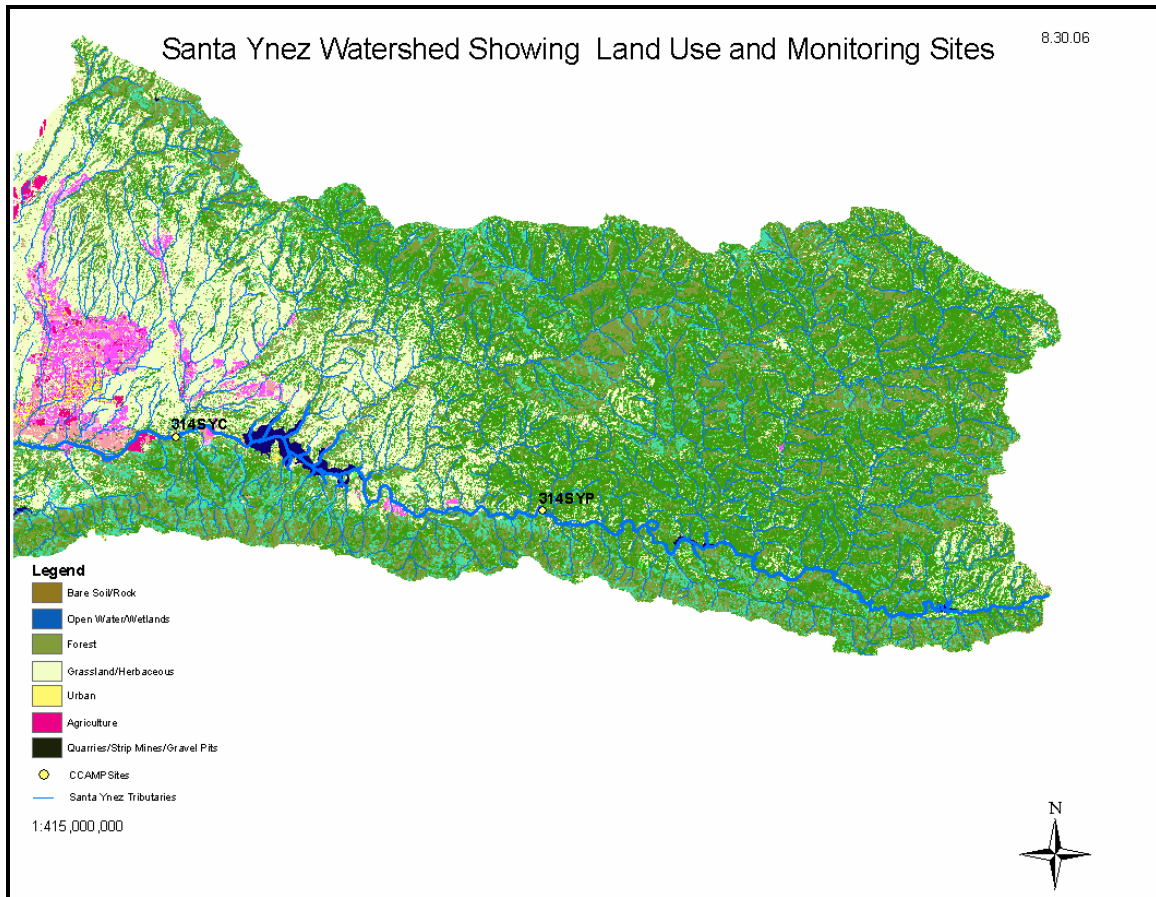 Santa Ynez Watershed Showing Land Use and Monitoring Sites
8.30.06
314SYC
314SYP
Legend
Bare Soil/Rock
Open Water/Wetlands
Forest
Grassland/Herbaceous
Urban
Agriculture
Quarries/Strip Mines/Gravel Pits
CCAMPSites
Santa Ynez Tributaries
1:415,000,000
N